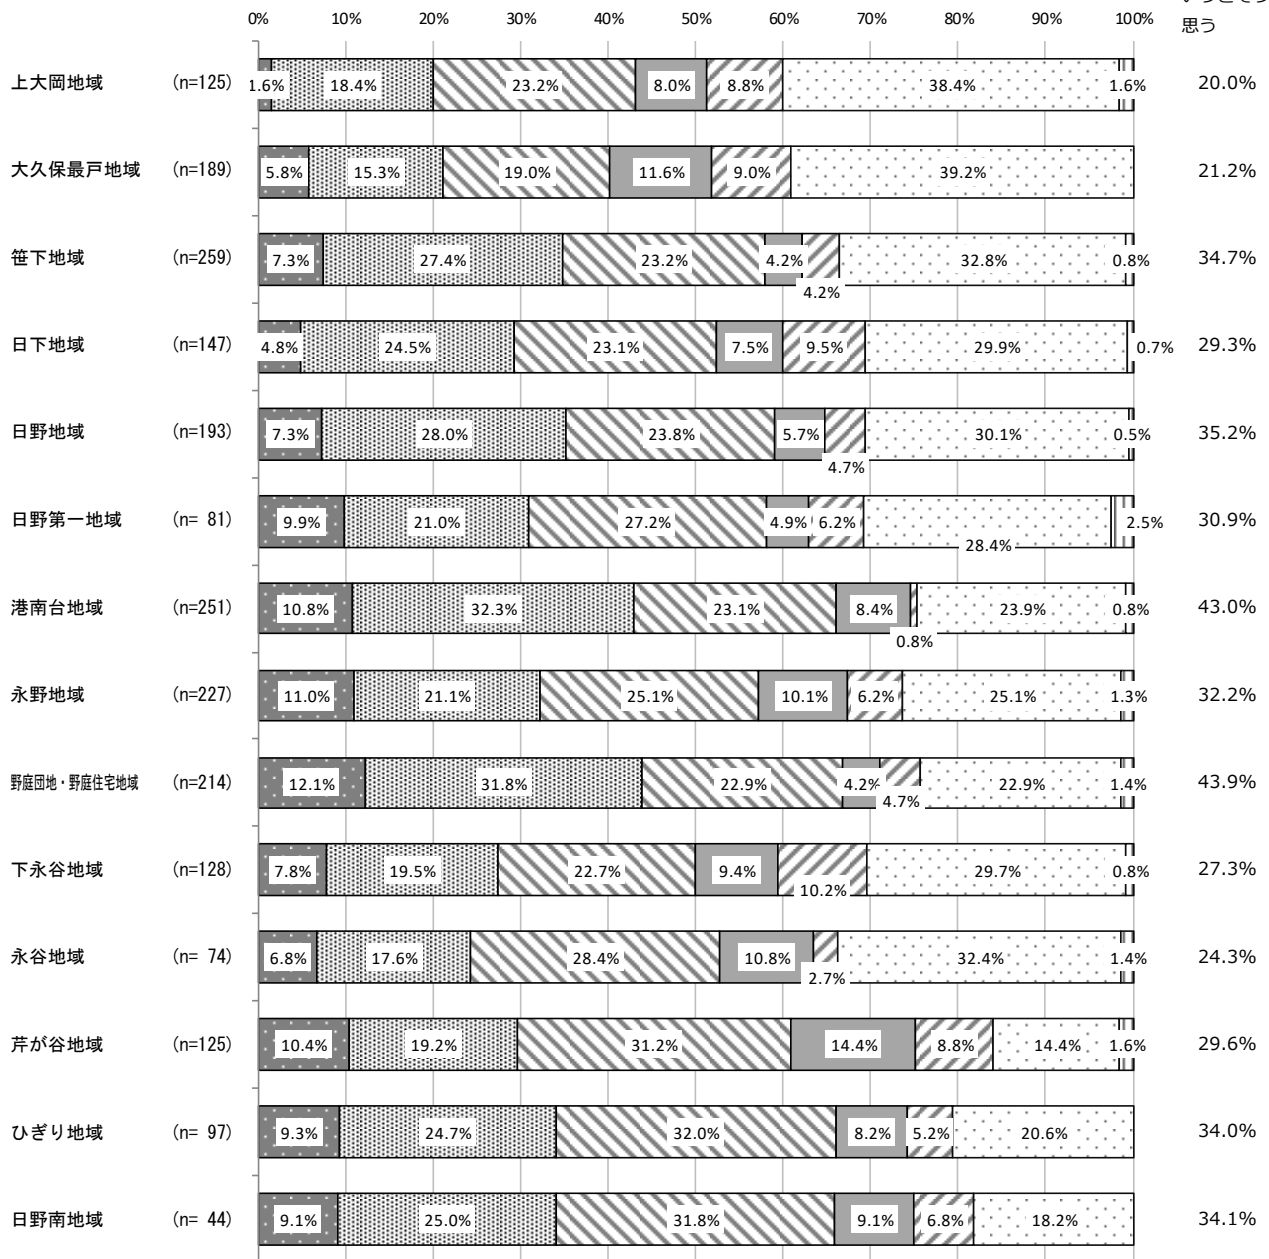 0% 10% 20% 30% 40% 50% 60% 70% 80% 90% 100%
思う
上大岡地域 (n=125) 1.6% 18.4% 23.2% 8.0% 8.8% 38.4% 1.6% 20.0%
大久保最戸地域 (n=189) 5.8% 15.3% 19.0% 11.6% 9.0% 39.2% 21.2%
笹下地域 (n=259) 7.3% 27.4% 23.2% 4.2% 4.2% 32.8% 0.8% 34.7%
日下地域 (n=147) 4.8% 24.5% 23.1% 7.5% 9.5% 29.9% 0.7% 29.3%
日野地域 (n=193) 7.3% 28.0% 23.8% 5.7% 4.7% 30.1% 0.5% 35.2%
日野第一地域 (n= 81) 9.9% 21.0% 27.2% 4.9% 6.2% 28.4% 2.5% 30.9%
港南台地域 (n=251) 10.8% 32.3% 23.1% 8.4% 0.8% 23.9% 0.8% 43.0%
永野地域 (n=227) 11.0% 21.1% 25.1% 10.1% 6.2% 25.1% 1.3% 32.2%
野庭団地・野庭住宅地域 (n=214) 12.1% 31.8% 22.9% 4.2% 4.7% 22.9% 1.4% 43.9%
下永谷地域 (n=128) 7.8% 19.5% 22.7% 9.4% 10.2% 29.7% 0.8% 27.3%
永谷地域 (n= 74) 6.8% 17.6% 28.4% 10.8% 2.7% 32.4% 1.4% 24.3%
芹が谷地域 (n=125) 10.4% 19.2% 31.2% 14.4% 8.8% 14.4% 1.6% 29.6%
ひぎり地域 (n= 97) 9.3% 24.7% 32.0% 8.2% 5.2% 20.6% 34.0%
日野南地域 (n= 44) 9.1% 25.0% 31.8% 9.1% 6.8% 18.2% 34.1%